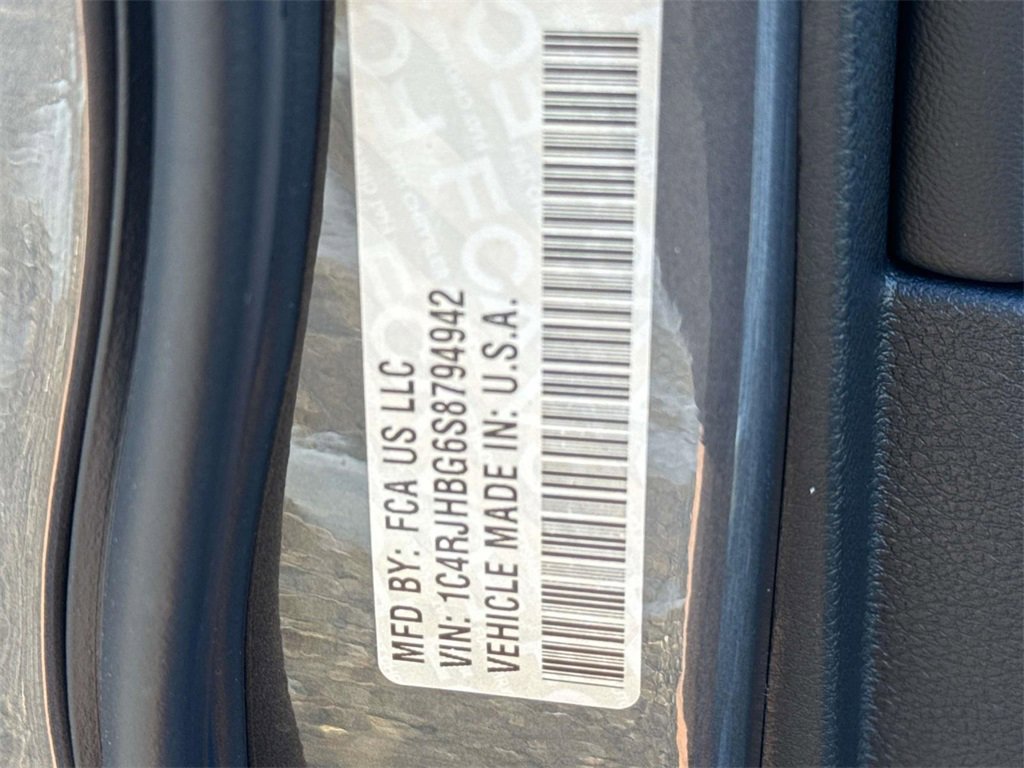 MFD BY: FCA US LLC
VIN: 1C4RJHBG6S8794942
VEHICLE MADE IN: U.S.A.